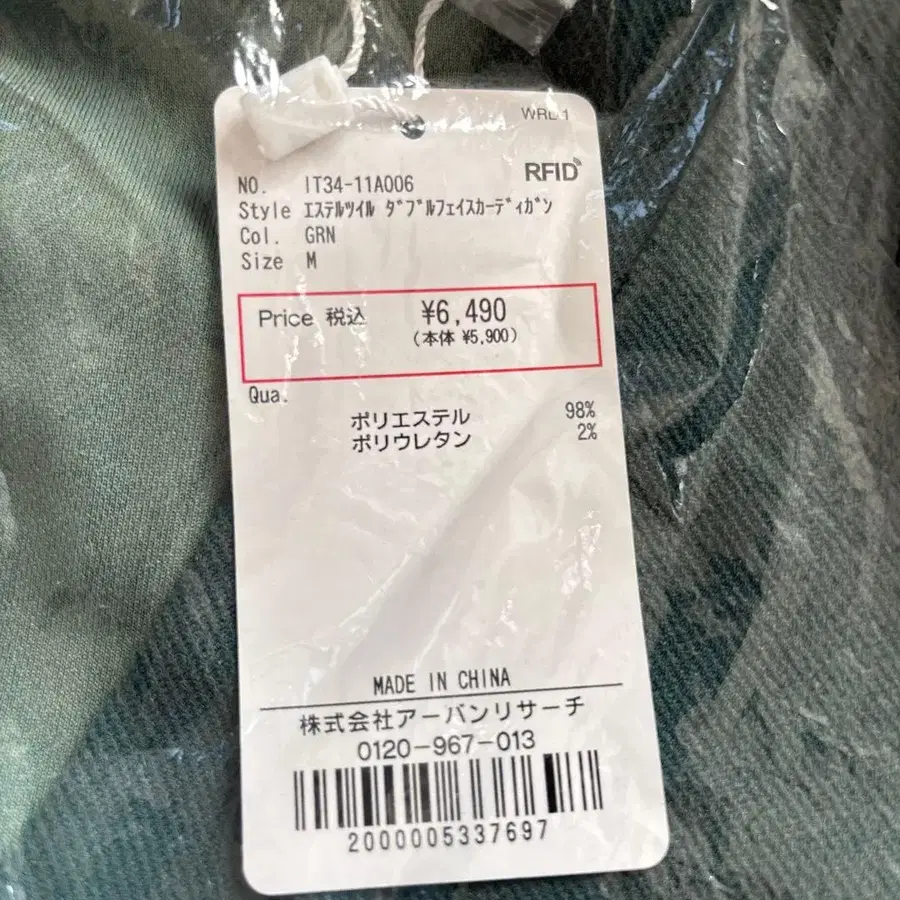 WRL 1
RFID
NO. IT34-11A006
Style ｴｽﾃﾙﾂｲﾙ ﾀﾞﾌﾞﾙﾌｪｲｽｶｰﾃﾞｨｶﾞﾝ
Col. GRN
Size M
Price 税込 ¥6,490
(本体 ¥5,900)
Qua.
ポリエステル 98%
ポリウレタン 2%
MADE IN CHINA
株式会社アーバンリサーチ
0120-967-013
2000005337697